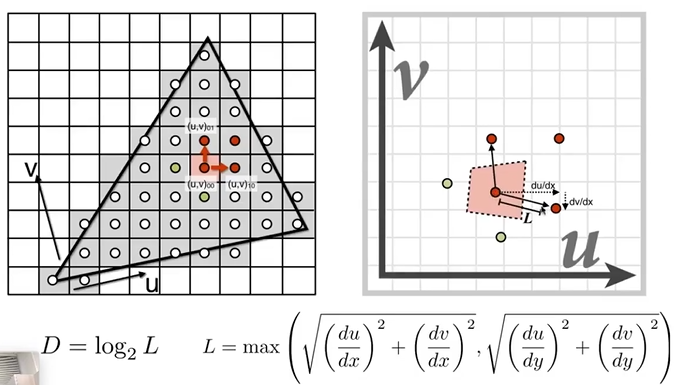 (u,v)₀₁
(u,v)₀₀ (u,v)₁₀
v
u
v
du/dx
dv/dx
L
u
D = log₂ L
L = max(√((du/dx)² + (dv/dx)²), √((du/dy)² + (dv/dy)²))